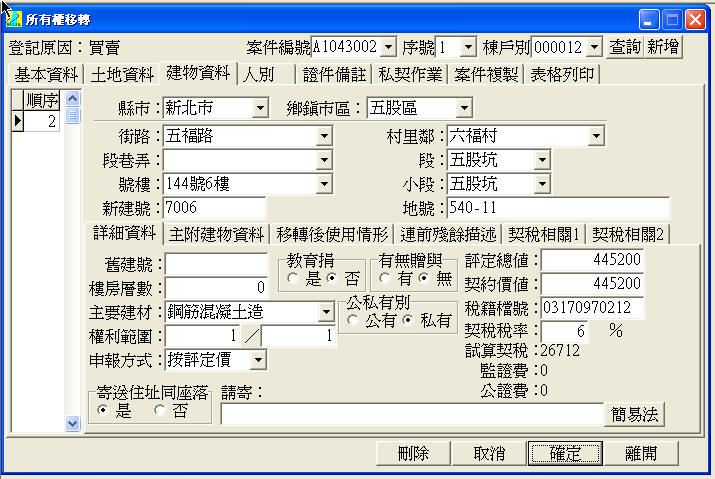 所有權移轉
登記原因：買賣 案件編號 A1043002 序號 1 棟戶別 000012 查詢 新增
基本資料 土地資料 建物資料 人別 證件備註 私契作業 案件複製 表格列印
順序
2
縣市：新北市 鄉鎮市區：五股區
街路：五福路 村里鄰：六福村
段巷弄： 段：五股坑
號樓：144號6樓 小段：五股坑
新建號：7006 地號：540-11
詳細資料 主附建物資料 移轉後使用情形 連前殘餘描述 契稅相關1 契稅相關2
舊建號： 教育捐 有無贈與 評定總值：445200
樓房層數：0 是 否 有 無 契約價值：445200
主要建材：鋼筋混凝土造 公私有別 稅籍檔號：03170970212
權利範圍：1 ／ 1 公有 私有 契稅稅率：6 %
申報方式：按評定價 試算契稅：26712
監證費：0
寄送住址同座落 請寄： 公證費：0
是 否 簡易法
刪除 取消 確定 離開